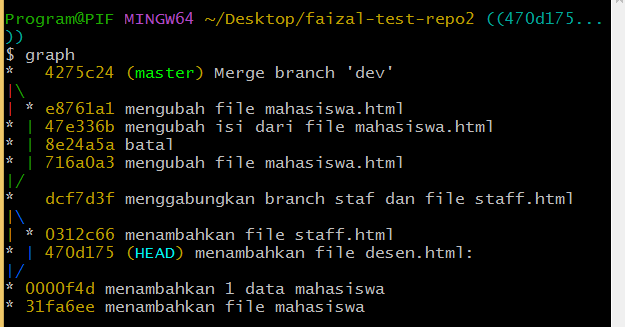 Program@PIF MINGW64 ~/Desktop/faizal-test-repo2 ((470d175...
))
$ graph
*   4275c24 (master) Merge branch 'dev'
|\
| * e8761a1 mengubah file mahasiswa.html
* | 47e336b mengubah isi dari file mahasiswa.html
* | 8e24a5a batal
* | 716a0a3 mengubah file mahasiswa.html
|/
*   dcf7d3f menggabungkan branch staf dan file staff.html
|\
| * 0312c66 menambahkan file staff.html
* | 470d175 (HEAD) menambahkan file desen.html:
|/
* 0000f4d menambahkan 1 data mahasiswa
* 31fa6ee menambahkan file mahasiswa